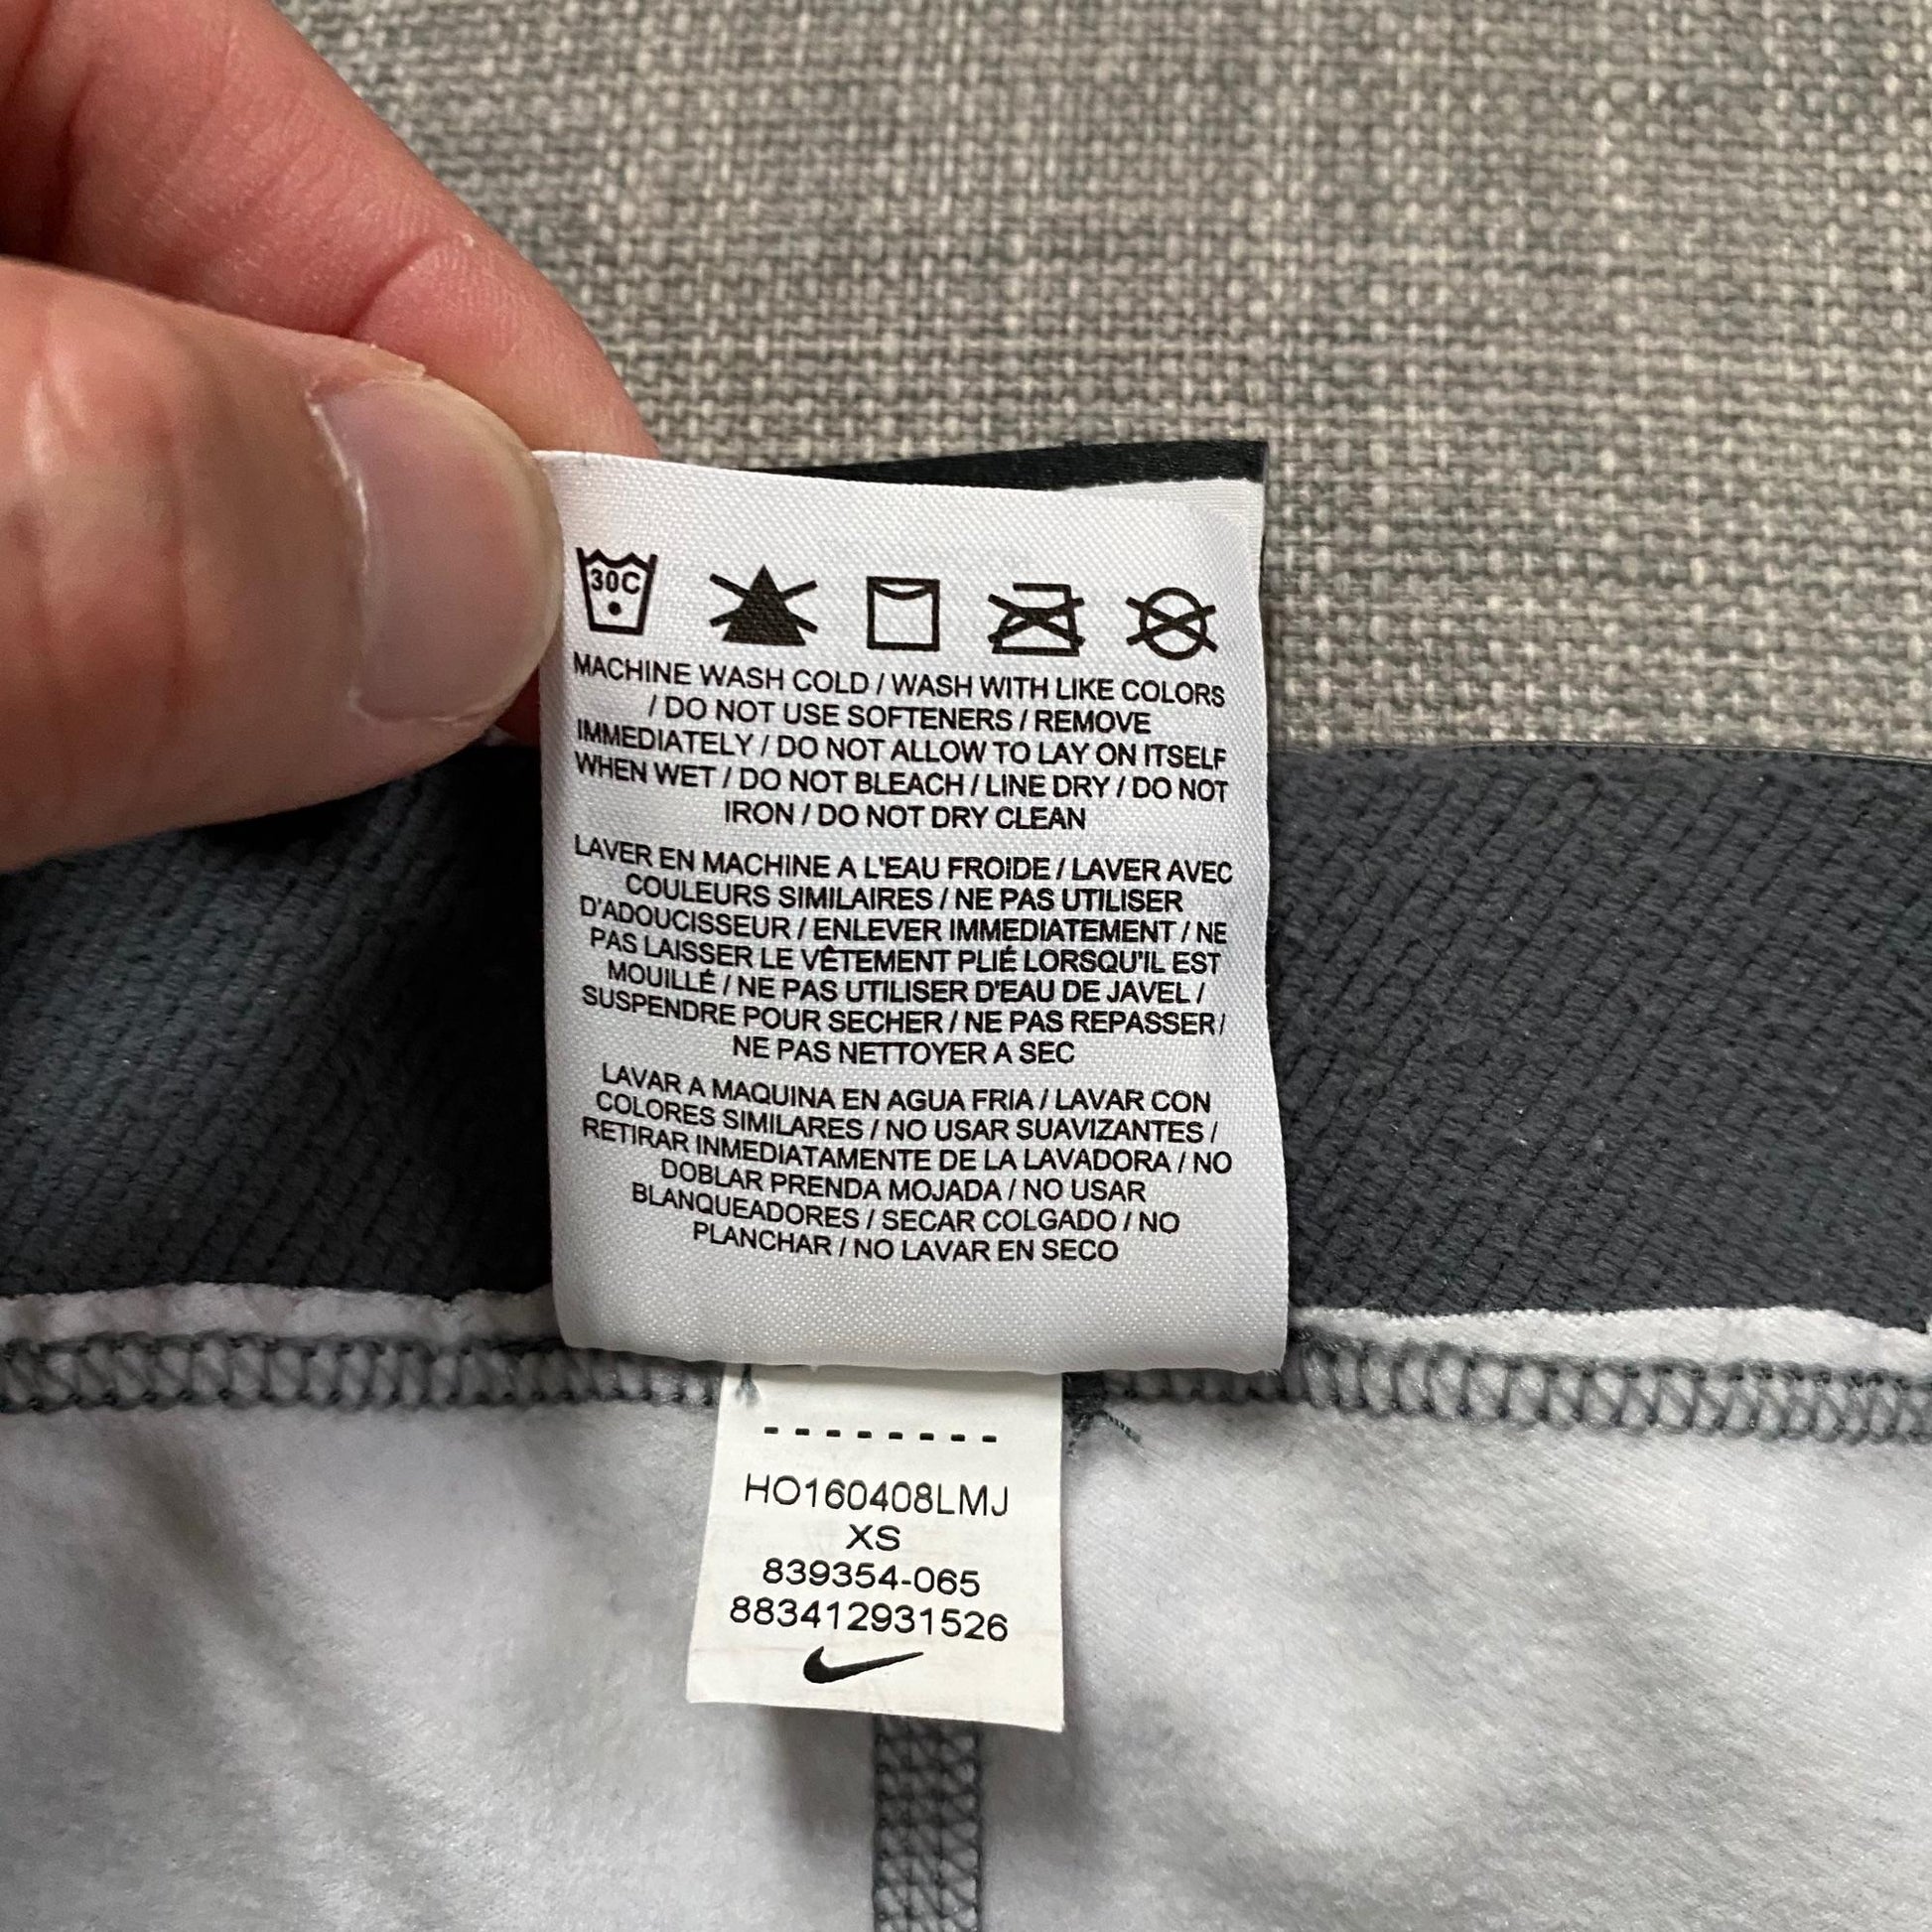 30C
MACHINE WASH COLD / WASH WITH LIKE COLORS
/ DO NOT USE SOFTENERS / REMOVE
IMMEDIATELY / DO NOT ALLOW TO LAY ON ITSELF
WHEN WET / DO NOT BLEACH / LINE DRY / DO NOT
IRON / DO NOT DRY CLEAN
LAVER EN MACHINE A L'EAU FROIDE / LAVER AVEC
COULEURS SIMILAIRES / NE PAS UTILISER
D'ADOUCISSEUR / ENLEVER IMMEDIATEMENT / NE
PAS LAISSER LE VÊTEMENT PLIÉ LORSQU'IL EST
MOUILLÉ / NE PAS UTILISER D'EAU DE JAVEL /
SUSPENDRE POUR SECHER / NE PAS REPASSER /
NE PAS NETTOYER A SEC
LAVAR A MAQUINA EN AGUA FRIA / LAVAR CON
COLORES SIMILARES / NO USAR SUAVIZANTES /
RETIRAR INMEDIATAMENTE DE LA LAVADORA / NO
DOBLAR PRENDA MOJADA / NO USAR
BLANQUEADORES / SECAR COLGADO / NO
PLANCHAR / NO LAVAR EN SECO
--------
HO160408LMJ
XS
839354-065
883412931526